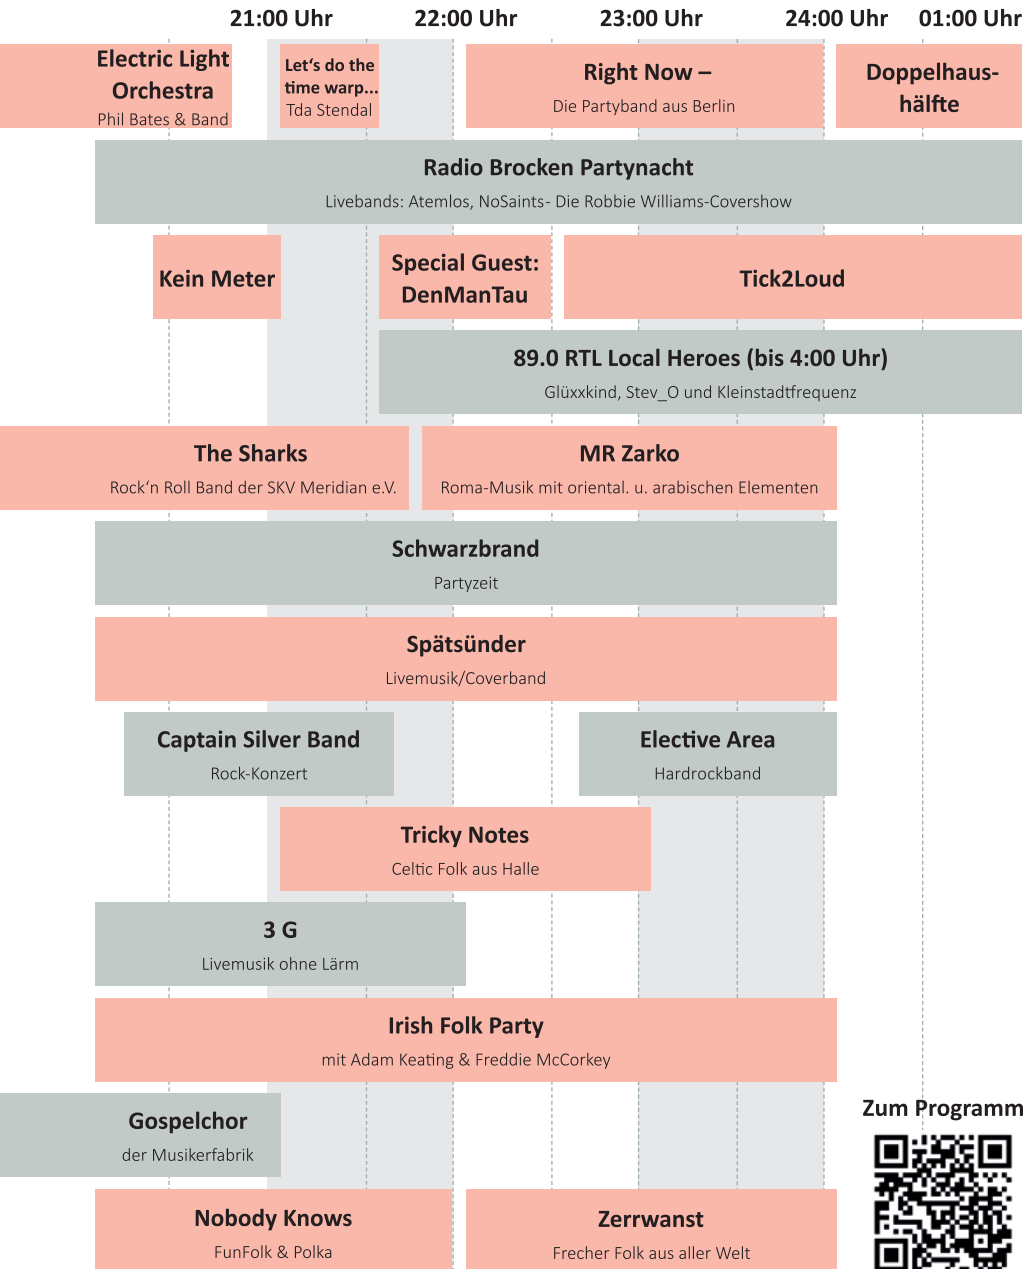 21:00 Uhr 22:00 Uhr 23:00 Uhr 24:00 Uhr 01:00 Uhr
Electric Light
Orchestra
Phil Bates & Band
Let‘s do the
time warp...
Tda Stendal
Right Now –
Die Partyband aus Berlin
Doppelhaus-
hälfte
Radio Brocken Partynacht
Livebands: Atemlos, NoSaints- Die Robbie Williams-Covershow
Kein Meter
Special Guest:
DenManTau
Tick2Loud
89.0 RTL Local Heroes (bis 4:00 Uhr)
Glüxxkind, Stev_O und Kleinstadtfrequenz
The Sharks
Rock‘n Roll Band der SKV Meridian e.V.
MR Zarko
Roma-Musik mit oriental. u. arabischen Elementen
Schwarzbrand
Partyzeit
Spätsünder
Livemusik/Coverband
Captain Silver Band
Rock-Konzert
Elective Area
Hardrockband
Tricky Notes
Celtic Folk aus Halle
3 G
Livemusik ohne Lärm
Irish Folk Party
mit Adam Keating & Freddie McCorkey
Gospelchor
der Musikerfabrik
Zum Programm
Nobody Knows
FunFolk & Polka
Zerrwanst
Frecher Folk aus aller Welt